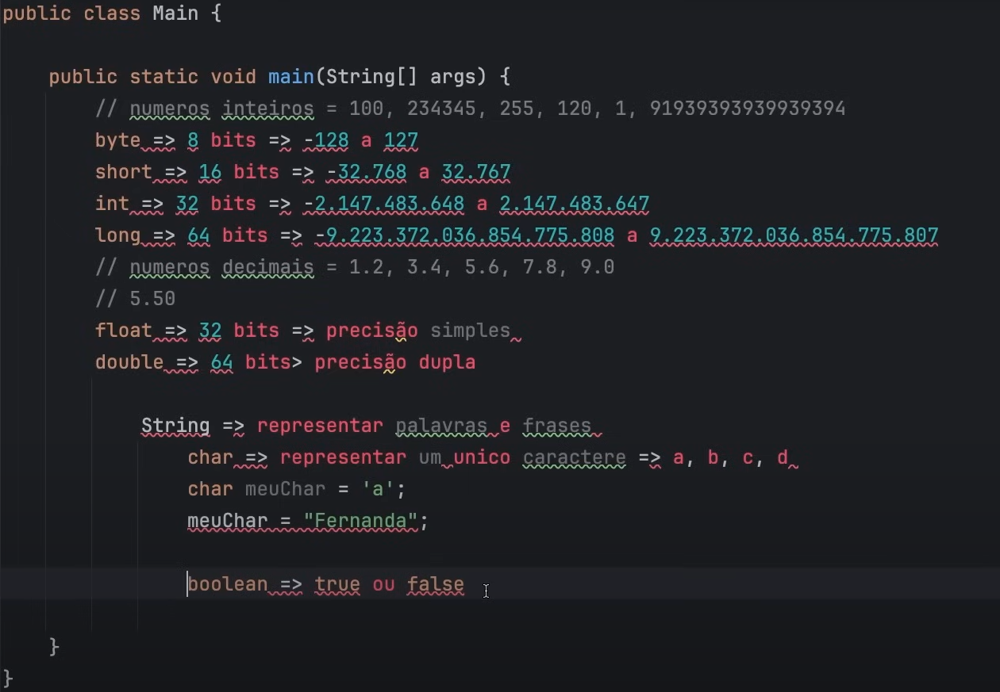 public class Main {
public static void main(String[] args) {
// numeros inteiros = 100, 234345, 255, 120, 1, 91939393939939394
byte => 8 bits => -128 a 127
short => 16 bits => -32.768 a 32.767
int => 32 bits => -2.147.483.648 a 2.147.483.647
long => 64 bits => -9.223.372.036.854.775.808 a 9.223.372.036.854.775.807
// numeros decimais = 1.2, 3.4, 5.6, 7.8, 9.0
// 5.50
float => 32 bits => precisão simples
double => 64 bits> precisão dupla
String => representar palavras e frases
char => representar um unico caractere => a, b, c, d
char meuChar = 'a';
meuChar = "Fernanda";
boolean => true ou false
}
}